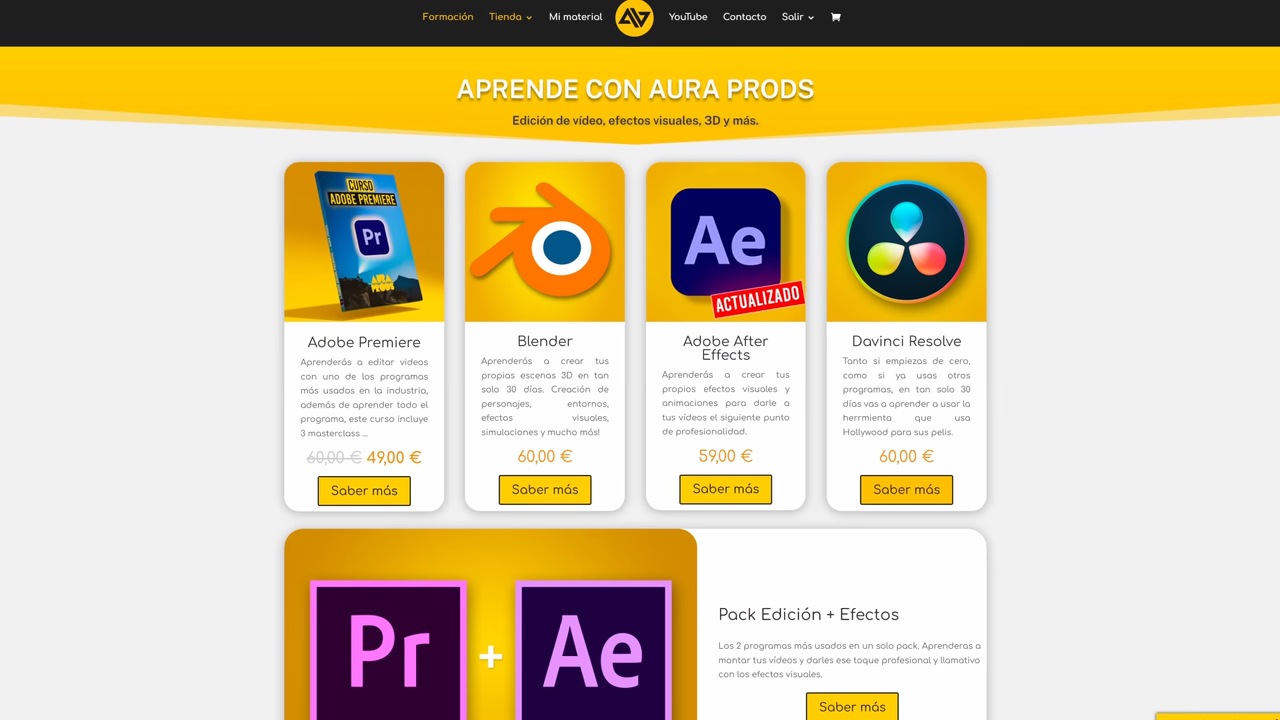 Formación Tienda Mi material YouTube Contacto Salir
APRENDE CON AURA PRODS
Edición de vídeo, efectos visuales, 3D y más.
CURSO
ADOBE PREMIERE
Pr
AURA
PRODS
Ae
ACTUALIZADO
Adobe Premiere
Aprenderás a editar videos
con uno de los programas
más usados en la industria,
además de aprender todo el
programa, este curso incluye
3 masterclass ...
60,00 € 49,00 €
Saber más
Blender
Aprenderás a crear tus
propias escenas 3D en tan
solo 30 días. Creación de
personajes, entornos,
efectos visuales,
simulaciones y mucho más!
60,00 €
Saber más
Adobe After
Effects
Aprenderás a crear tus
propios efectos visuales y
animaciones para darle a
tus vídeos el siguiente punto
de profesionalidad.
59,00 €
Saber más
Davinci Resolve
Tanto si empiezas de cero,
como si ya usas otros
programas, en tan solo 30
días vas a aprender a usar la
herrmienta que usa
Hollywood para sus pelis.
60,00 €
Saber más
Pr + Ae
Pack Edición + Efectos
Los 2 programas más usados en un solo pack. Aprenderas a
montar tus vídeos y darles ese toque profesional y llamativo
con los efectos visuales.
Saber más